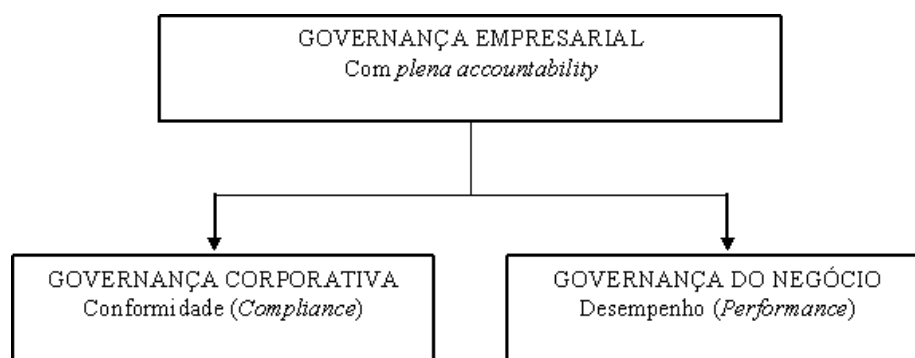 GOVERNANÇA EMPRESARIAL
Com plena accountability
GOVERNANÇA CORPORATIVA
Conformidade (Compliance)
GOVERNANÇA DO NEGÓCIO
Desempenho (Performance)